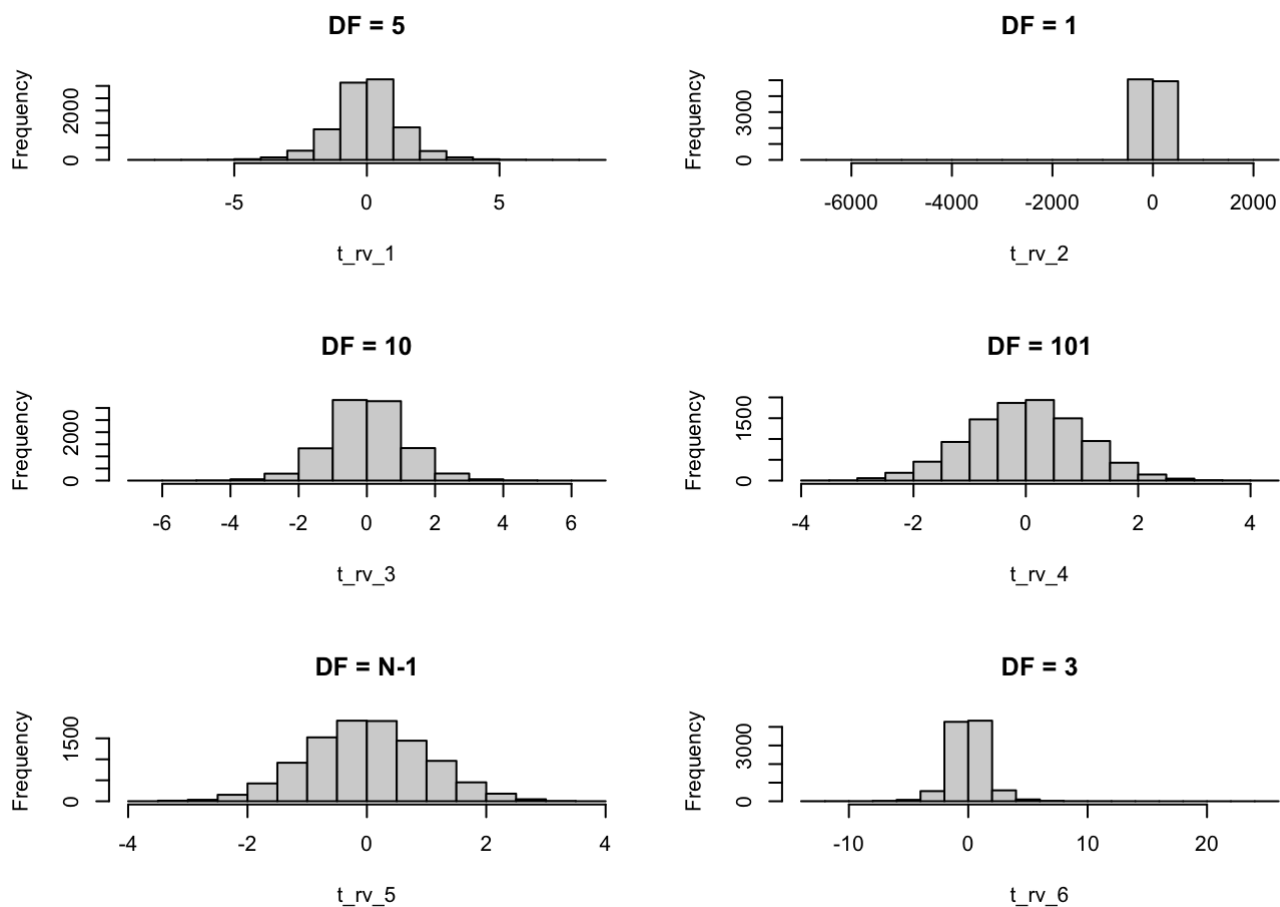 DF = 5
Frequency
0 2000
-5 0 5
t_rv_1
DF = 1
Frequency
0 3000
-6000 -4000 -2000 0 2000
t_rv_2
DF = 10
Frequency
0 2000
-6 -4 -2 0 2 4 6
t_rv_3
DF = 101
Frequency
0 1500
-4 -2 0 2 4
t_rv_4
DF = N-1
Frequency
0 1500
-4 -2 0 2 4
t_rv_5
DF = 3
Frequency
0 3000
-10 0 10 20
t_rv_6